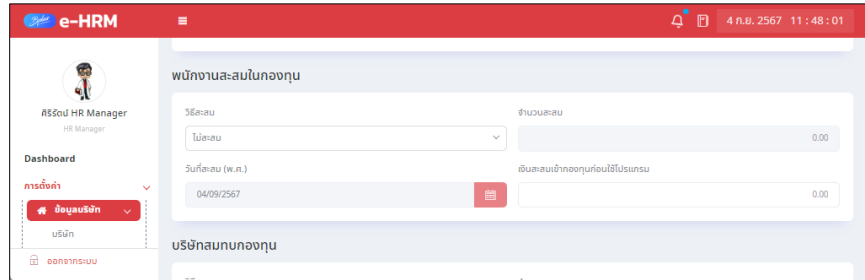 e-HRM
4 ก.ย. 2567 11 : 48 : 01
พนักงานสะสมในกองทุน
ศิริรัตน์ HR Manager
HR Manager
Dashboard
การตั้งค่า
ข้อมูลบริษัท
บริษัท
ออกจากระบบ
วิธีสะสม
จำนวนสะสม
ไม่สะสม
0.00
วันที่สะสม (พ.ศ.)
เงินสะสมเข้ากองทุนก่อนใช้โปรแกรม
04/09/2567
0.00
บริษัทสมทบกองทุน